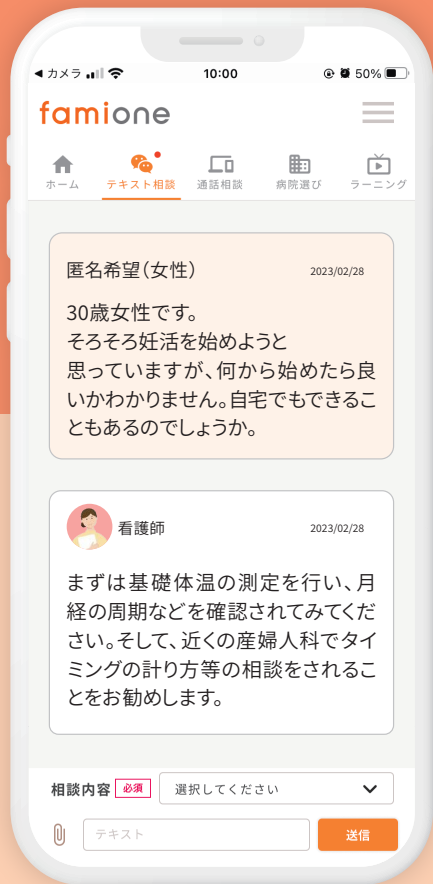 カメラ 10:00 50%
famione
ホーム テキスト相談 通話相談 病院選び ラーニング
匿名希望(女性) 2023/02/28
30歳女性です。
そろそろ妊活を始めようと
思っていますが、何から始めたら良
いかわかりません。自宅でもできるこ
ともあるのでしょうか。
看護師 2023/02/28
まずは基礎体温の測定を行い、月
経の周期などを確認されてみてくだ
さい。そして、近くの産婦人科でタイ
ミングの計り方等の相談をされるこ
とをお勧めします。
相談内容 必須 選択してください
テキスト 送信